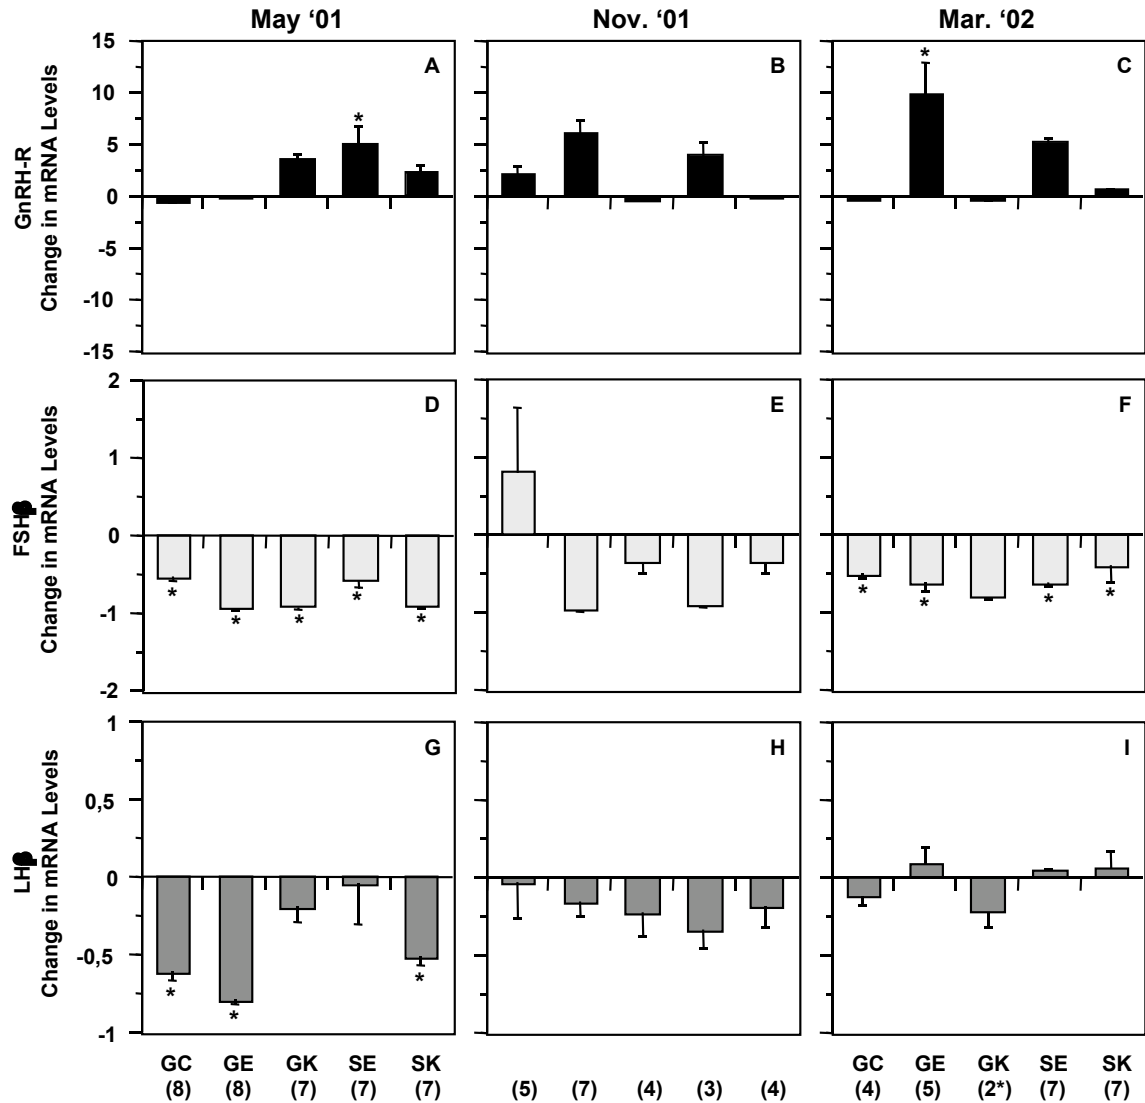 May ‘01 Nov. ‘01 Mar. ‘02
GnRH-R
Change in mRNA Levels
15
10
5
0
-5
-10
-15
A
B
*
C
*
FSHβ
Change in mRNA Levels
2
1
0
-1
-2
D
* * * * *
E
F
* * * *
LHβ
Change in mRNA Levels
1
0,5
0
-0,5
-1
G
* * *
H
I
GC GE GK SE SK GC GE GK SE SK
(8) (8) (7) (7) (7) (5) (7) (4) (3) (4) (4) (5) (2*) (7) (7)